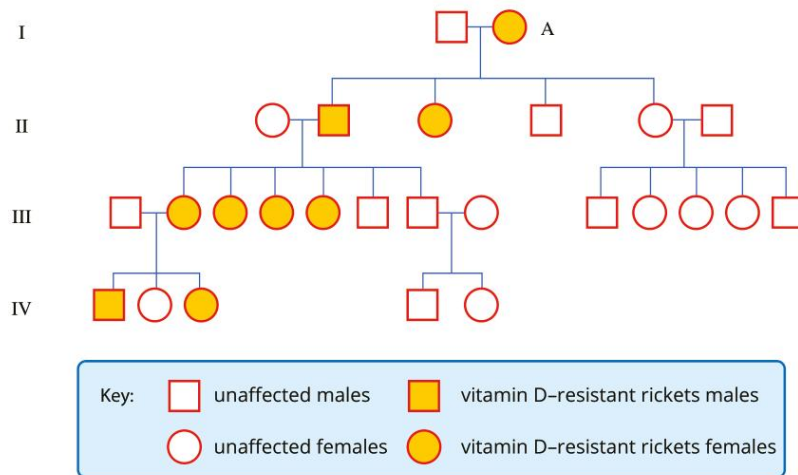 I
A
II
III
IV
Key: unaffected males vitamin D–resistant rickets males
unaffected females vitamin D–resistant rickets females